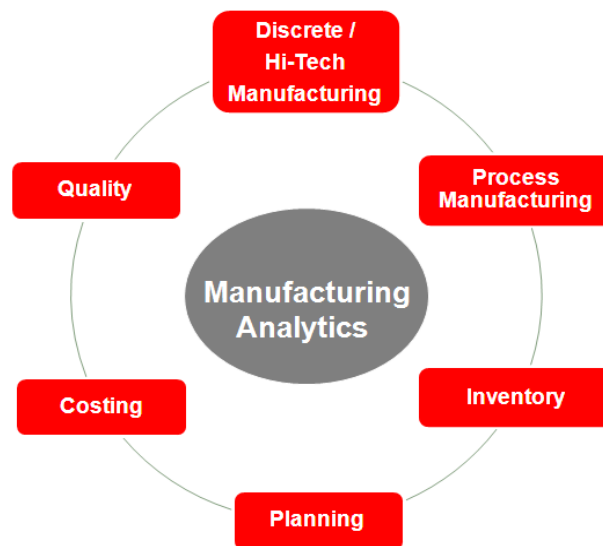 Discrete /
Hi-Tech
Manufacturing
Process
Manufacturing
Quality
Manufacturing
Analytics
Inventory
Costing
Planning